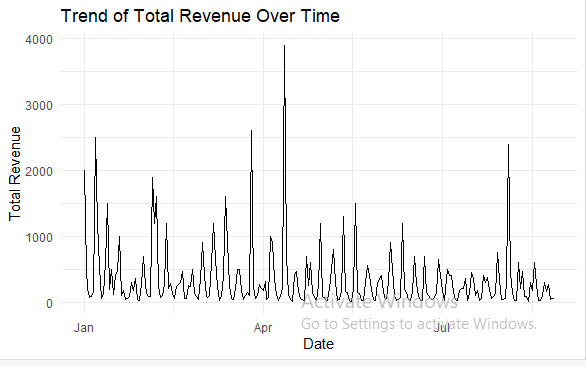 Trend of Total Revenue Over Time
4000
3000
2000
1000
0
Total Revenue
Jan
Apr
Jul
Date
Activate Windows
Go to Settings to activate Windows.